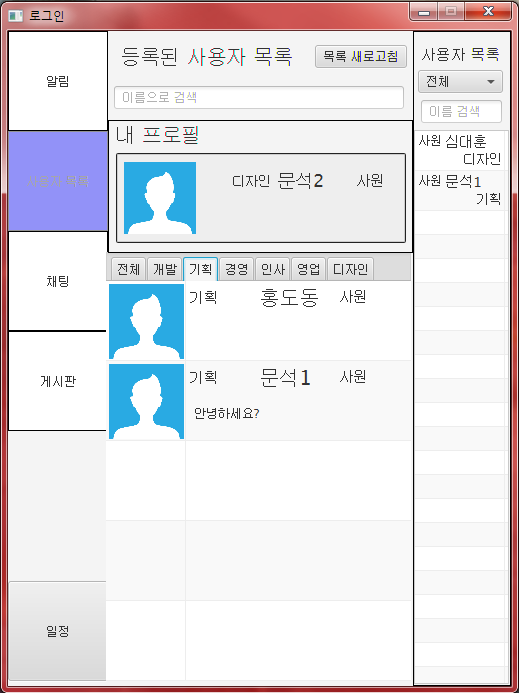 로그인
알림
사용자 목록
채팅
게시판
일정
등록된 사용자 목록
목록 새로고침
이름으로 검색
내 프로필
디자인 문석2 사원
전체 개발 기획 경영 인사 영업 디자인
기획 홍도동 사원
기획 문석1 사원
안녕하세요?
사용자 목록
전체
이름 검색
사원 심대훈
디자인
사원 문석1
기획